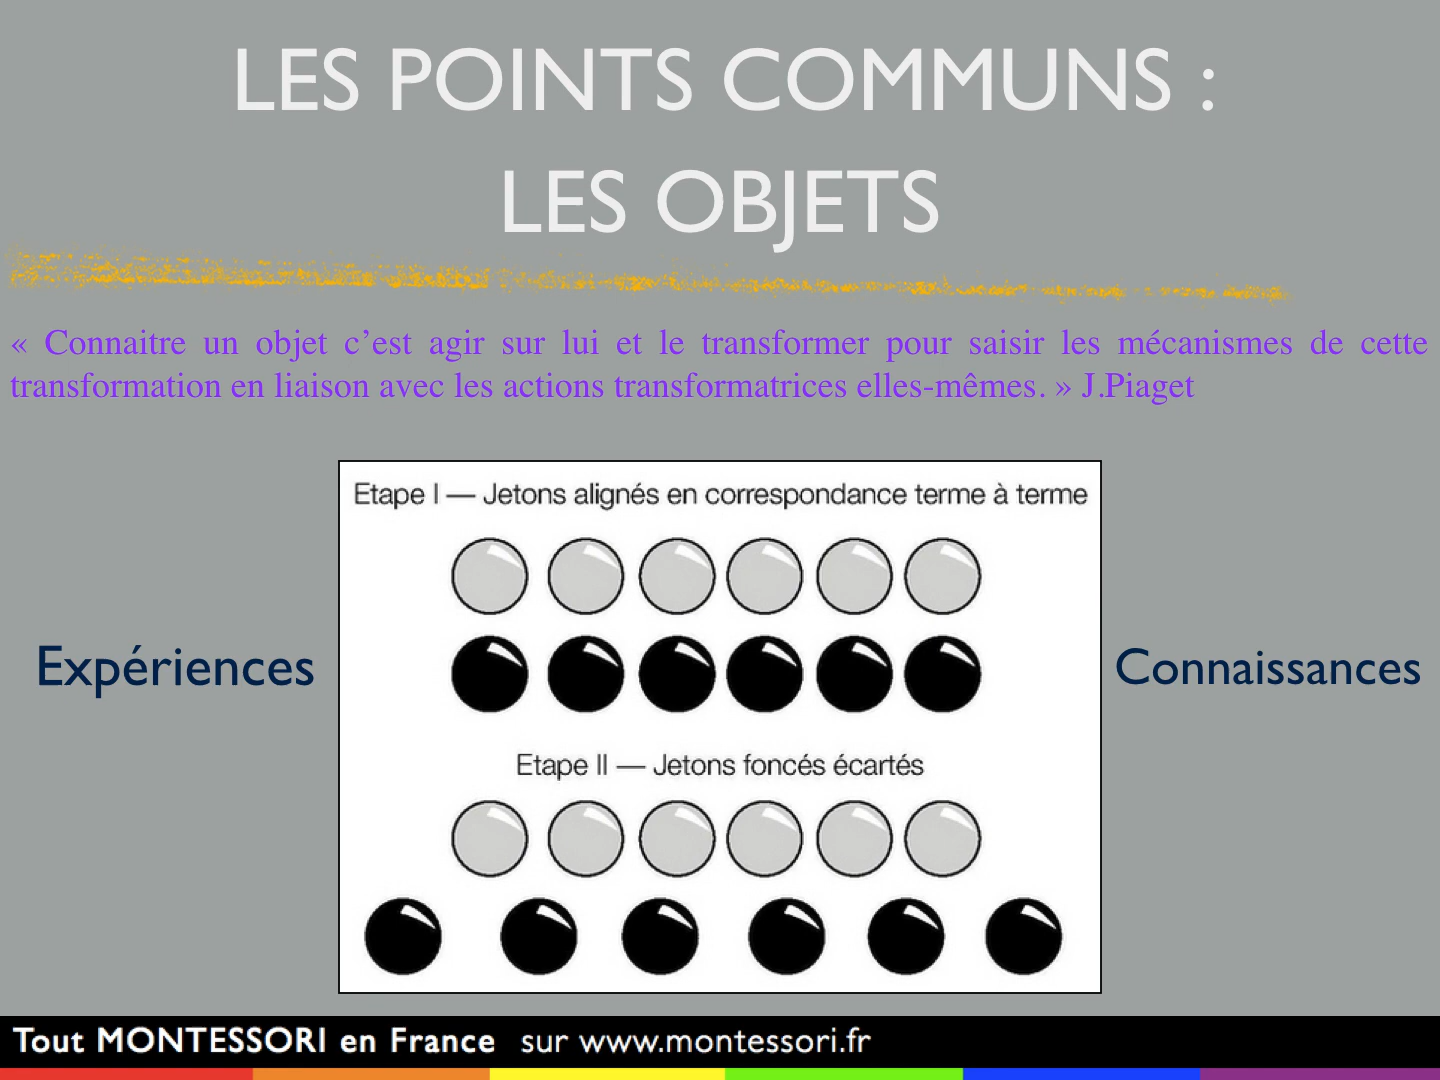 LES POINTS COMMUNS :
LES OBJETS
« Connaitre un objet c’est agir sur lui et le transformer pour saisir les mécanismes de cette
transformation en liaison avec les actions transformatrices elles-mêmes. » J.Piaget
Etape I — Jetons alignés en correspondance terme à terme
Expériences
Connaissances
Etape II — Jetons foncés écartés
Tout MONTESSORI en France sur www.montessori.fr